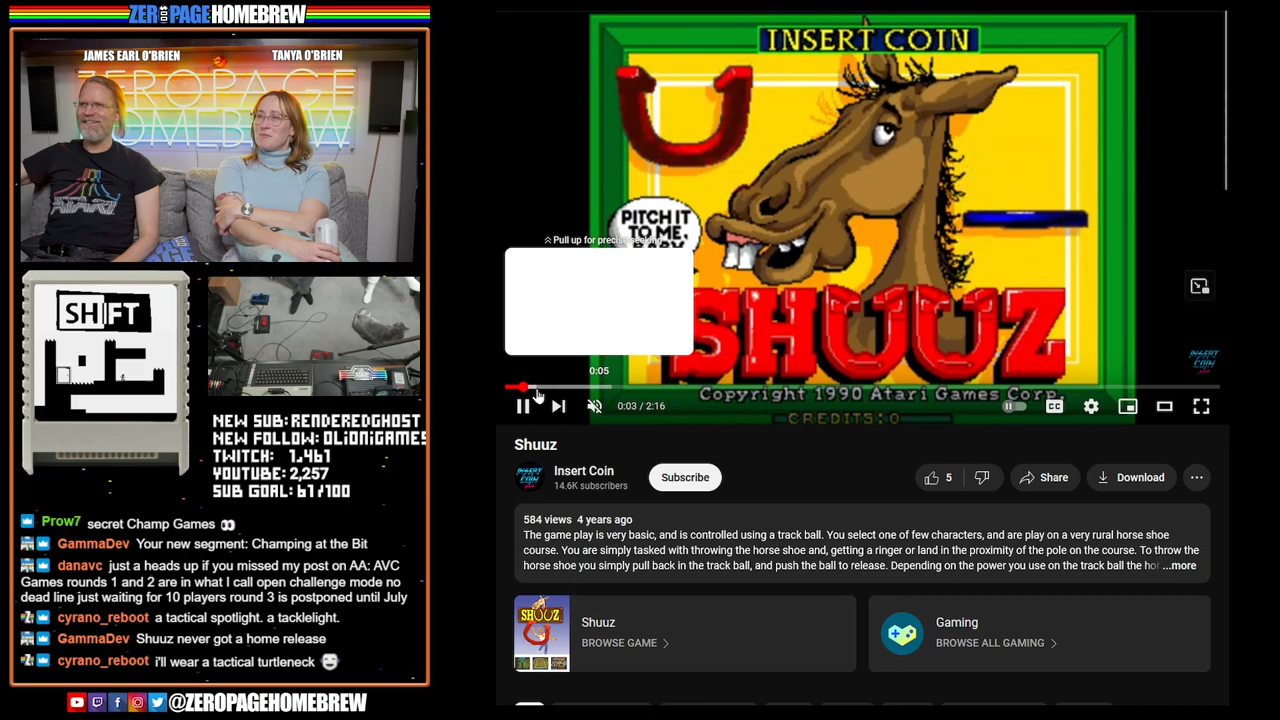 ZEROPAGE HOMEBREW
JAMES EARL O'BRIEN
TANYA O'BRIEN
ZEROPAGE
HOMEBREW
ATARI
SHIFT
NEW SUB: RENDEREDGHOST
NEW FOLLOW: OLIONIGAMES
TWITCH: 1,461
YOUTUBE: 2,257
SUB GOAL: 67/100
Prow7 secret Champ Games
GammaDev Your new segment: Champing at the Bit
danavc just a heads up if you missed my post on AA: AVC
Games rounds 1 and 2 are in what I call open challenge mode no
dead line just waiting for 10 players round 3 is postponed until July
cyrano_reboot a tactical spotlight. a tacklelight.
GammaDev Shuuz never got a home release
cyrano_reboot i'll wear a tactical turtleneck
@ZEROPAGEHOMEBREW
INSERT COIN
PITCH IT
TO ME,
Pull up for precise seeking
SHUUZ
0:05
Copyright 1990 Atari Games Corp.
INSERT
COIN
0:03 / 2:16
CC
CREDITS:0
Shuuz
Insert Coin
14.6K subscribers
Subscribe
5
Share
Download
584 views 4 years ago
The game play is very basic, and is controlled using a track ball. You select one of few characters, and are play on a very rural horse shoe
course. You are simply tasked with throwing the horse shoe and, getting a ringer or land in the proximity of the pole on the course. To throw the
horse shoe you simply pull back in the track ball, and push the ball to release. Depending on the power you use on the track ball the hor ...more
SHUUZ
Shuuz
BROWSE GAME
Gaming
BROWSE ALL GAMING